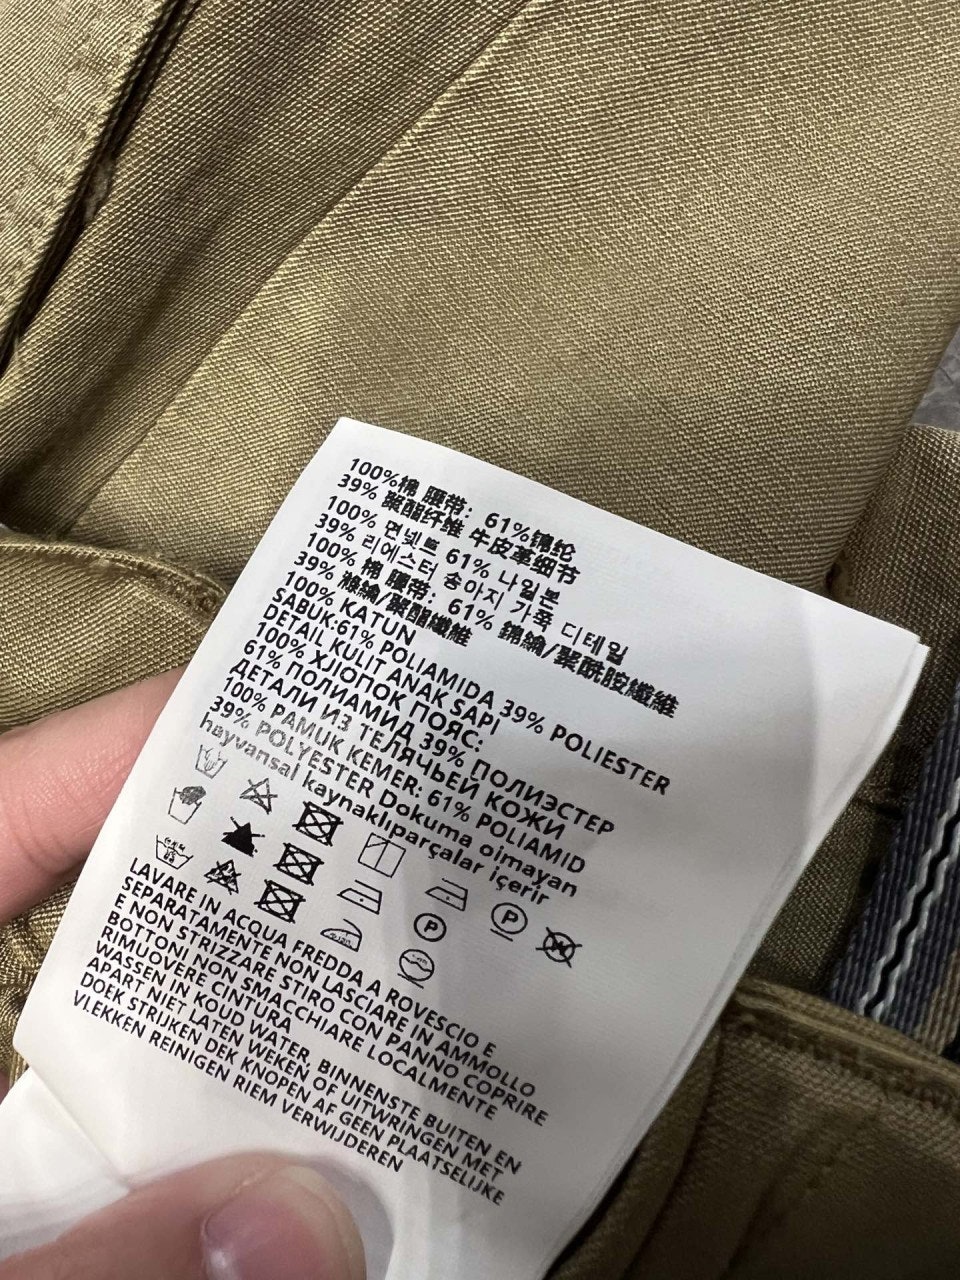 100%棉 腰带: 61%锦纶
39% 聚酯纤维 牛皮革细节
100% 면넷트 61% 나일본
39% 리에스터 송아지 가죽 디테일
100% 棉 腰帶: 61% 錦綸/聚酰胺纖維
39% 滌綸/聚酯纖維
100% KATUN
SABUK:61% POLIAMIDA 39% POLIESTER
DETAIL KULIT ANAK SAPI
100% ХЛОПОК ПОЯС:
61% ПОЛИАМИД 39% ПОЛИЭСТЕР
ДЕТАЛИ ИЗ ТЕЛЯЧЬЕЙ КОЖИ
100% PAMUK KEMER: 61% POLIAMID
39% POLYESTER Dokuma oimayan
hayvansal kaynaklıparçalar içerir
P
P
LAVARE IN ACQUA FREDDA A ROVESCIO E
SEPARATAMENTE NON LASCIARE IN AMMOLLO
E NON STRIZZARE STIRO CON PANNO COPRIRE
BOTTONI NON SMACCHIARE LOCALMENTE
RIMUOVERE CINTURA
WASSEN IN KOUD WATER, BINNENSTE BUITEN EN
APART NIET LATEN WEKEN OF UITWRINGEN MET
DOEK STRIJKEN DEK KNOPEN AF GEEN PLAATSELIJKE
VLEKKEN REINIGEN RIEM VERWIJDEREN